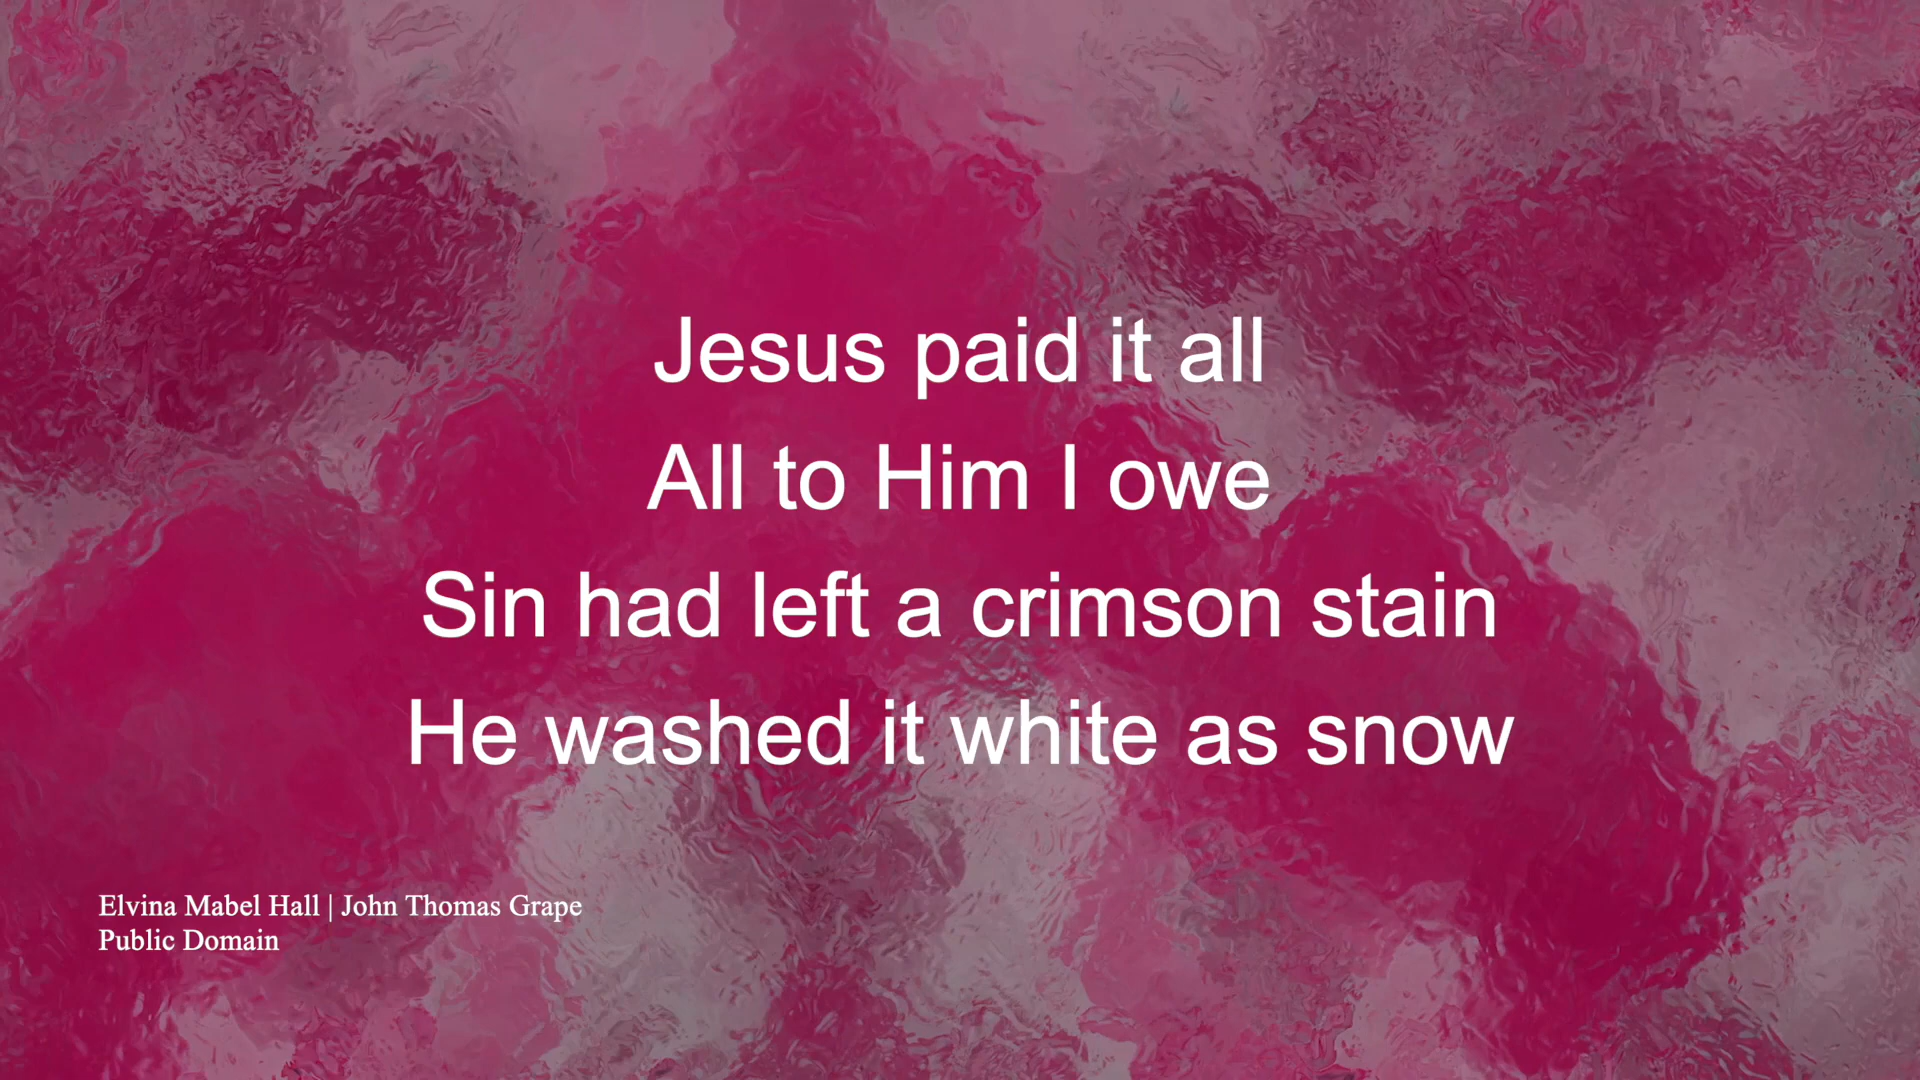 Jesus paid it all
All to Him I owe
Sin had left a crimson stain
He washed it white as snow
Elvina Mabel Hall | John Thomas Grape
Public Domain